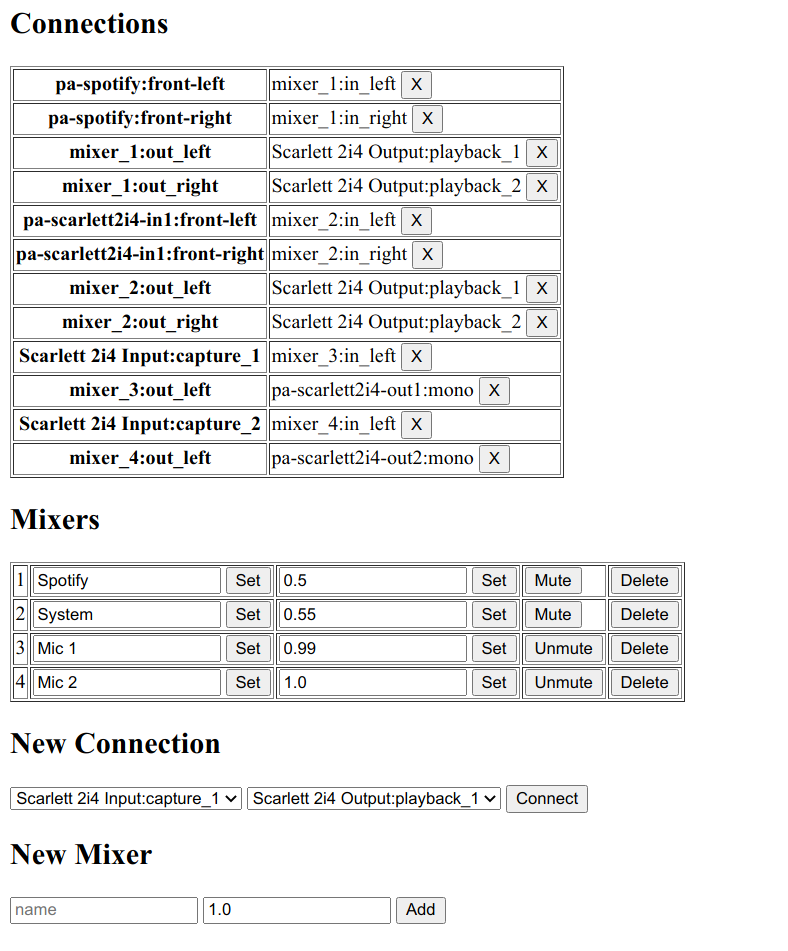 Connections
pa-spotify:front-left mixer_1:in_left X
pa-spotify:front-right mixer_1:in_right X
mixer_1:out_left Scarlett 2i4 Output:playback_1 X
mixer_1:out_right Scarlett 2i4 Output:playback_2 X
pa-scarlett2i4-in1:front-left mixer_2:in_left X
pa-scarlett2i4-in1:front-right mixer_2:in_right X
mixer_2:out_left Scarlett 2i4 Output:playback_1 X
mixer_2:out_right Scarlett 2i4 Output:playback_2 X
Scarlett 2i4 Input:capture_1 mixer_3:in_left X
mixer_3:out_left pa-scarlett2i4-out1:mono X
Scarlett 2i4 Input:capture_2 mixer_4:in_left X
mixer_4:out_left pa-scarlett2i4-out2:mono X
Mixers
1 Spotify Set 0.5 Set Mute Delete
2 System Set 0.55 Set Mute Delete
3 Mic 1 Set 0.99 Set Unmute Delete
4 Mic 2 Set 1.0 Set Unmute Delete
New Connection
Scarlett 2i4 Input:capture_1 Scarlett 2i4 Output:playback_1 Connect
New Mixer
name 1.0 Add